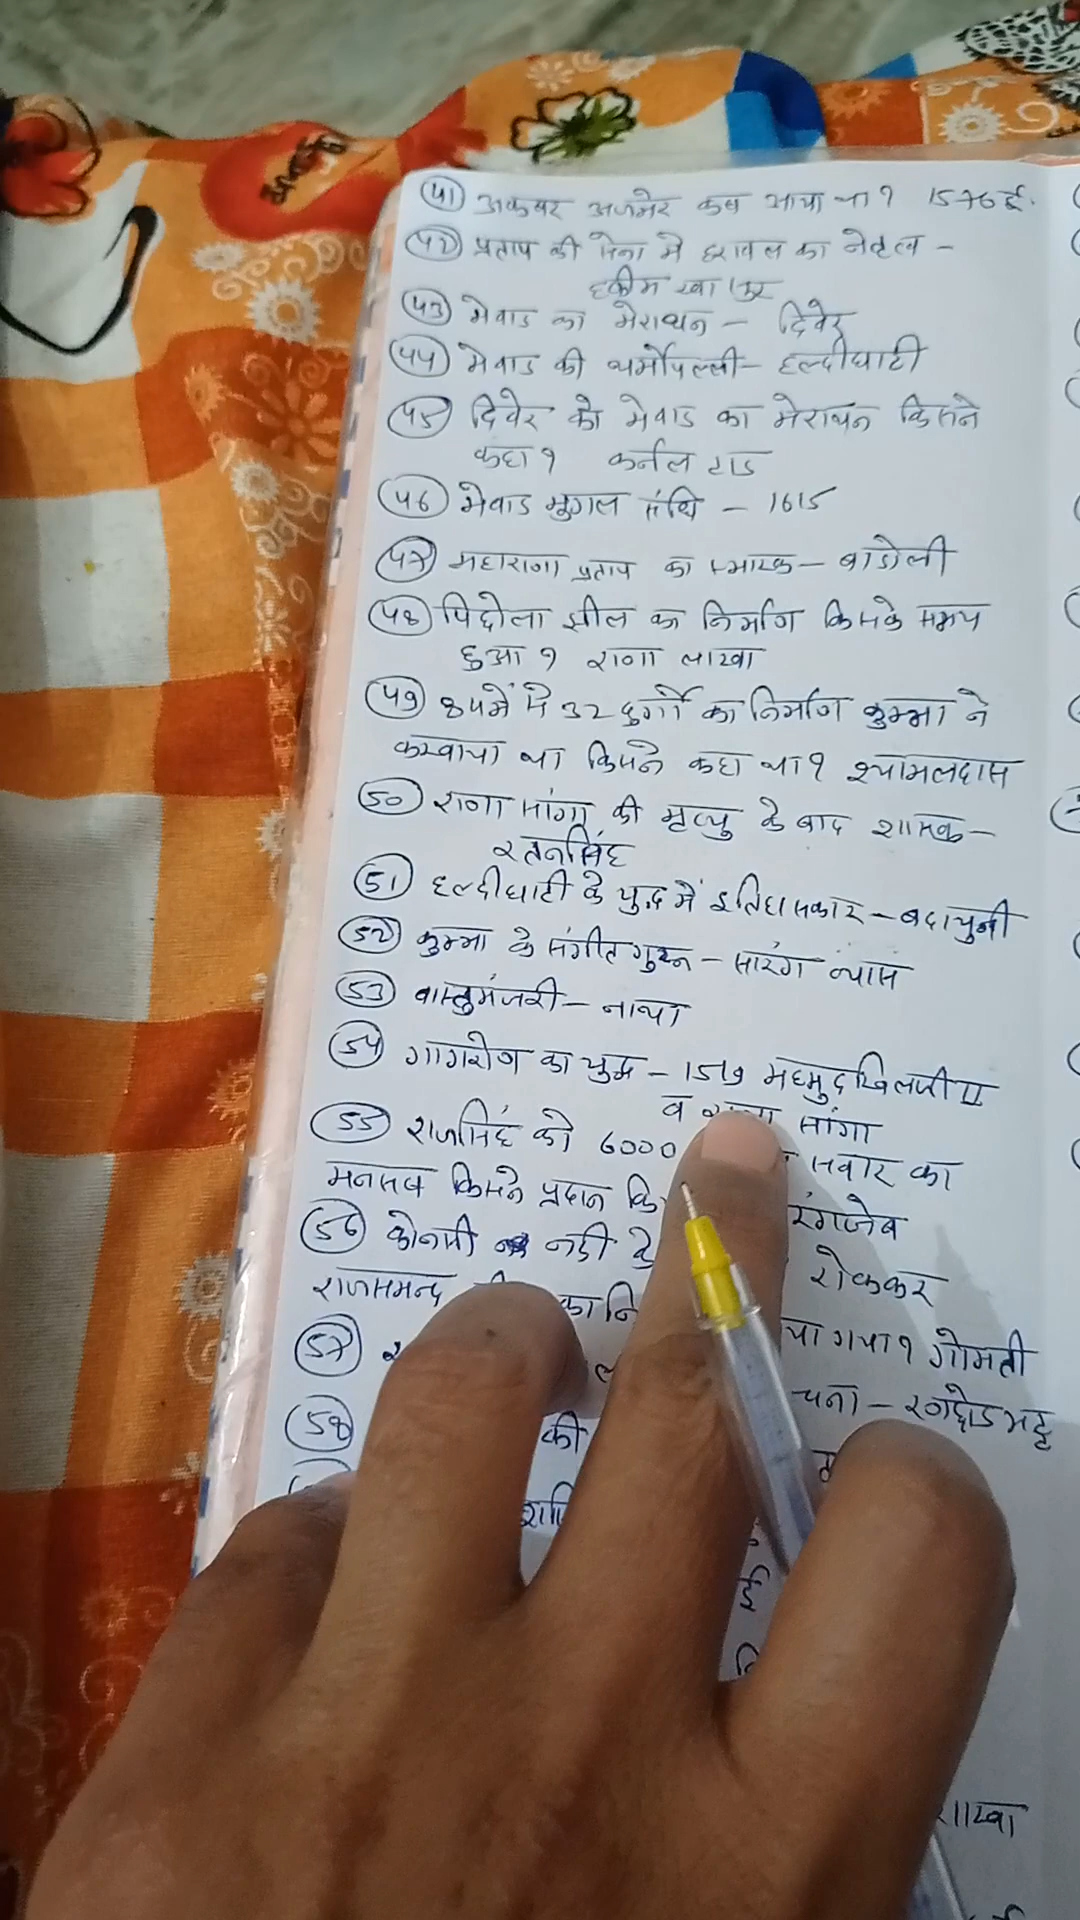 (41) अकबर अजमेर कब आया था? 1576 ई.
(42) प्रताप की सेना मे हरावल का नेतृत्व -
हकीम खा सुर
(43) मेवाड का मेराथन - दिवेर
(44) मेवाड की थर्मोपल्ली - हल्दीघाटी
(45) दिवेर को मेवाड का मेराथन किसने
कहा? कर्नल टाड
(46) मेवाड मुगल संधि - 1615
(47) महाराणा प्रताप का स्मारक - बाडोली
(48) पिछोला झील का निर्माण किसके समय
हुआ? राणा लाखा
(49) 84 में से 32 दुर्गो का निर्माण कुम्भा ने
करवाया था किसने कहा था? श्यामलदास
(50) राणा सांगा की मृत्यु के बाद शासक -
रतनसिंह
(51) हल्दीघाटी के युद्ध में इतिहासकार - बदायुनी
(52) कुम्भा के संगीत गुरु - सारंग व्यास
(53) वास्तुमंजरी - नाथा
(54) गागरोण का युद्ध - 1519 महमुद खिलजी II
व सांगा
(55) राजसिंह को 6000 सवार का
मनसब किसने प्रदान रंगजेब
(56) कोनसी नदी रोककर
राजसमन्द का नि या गया? गोमती
(57) चना - रणछोड भट्ट
(58) की
ई
शाखा